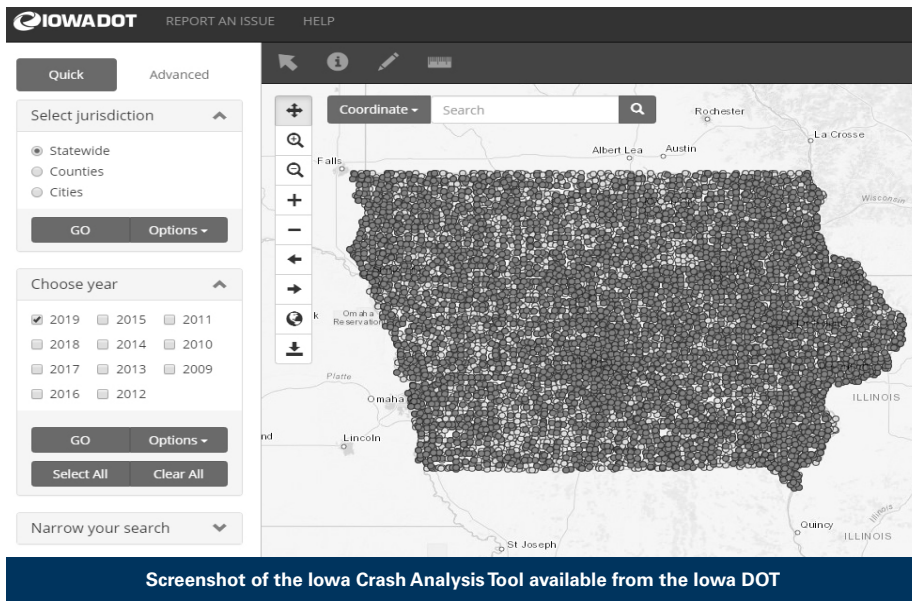 IOWADOT REPORT AN ISSUE HELP
Quick Advanced
Select jurisdiction
Statewide
Counties
Cities
GO Options
Choose year
2019 2015 2011
2018 2014 2010
2017 2013 2009
2016 2012
GO Options
Select All Clear All
Narrow your search
Coordinate Search
Rochester
La Crosse
Albert Lea Austin
Falls
Wisconsin
k Omaha
Reservation
Platte
Omaha
ILLINOIS
nd Lincoln
Quincy
Illinois
ILLINOIS
St Joseph
Screenshot of the Iowa Crash Analysis Tool available from the Iowa DOT